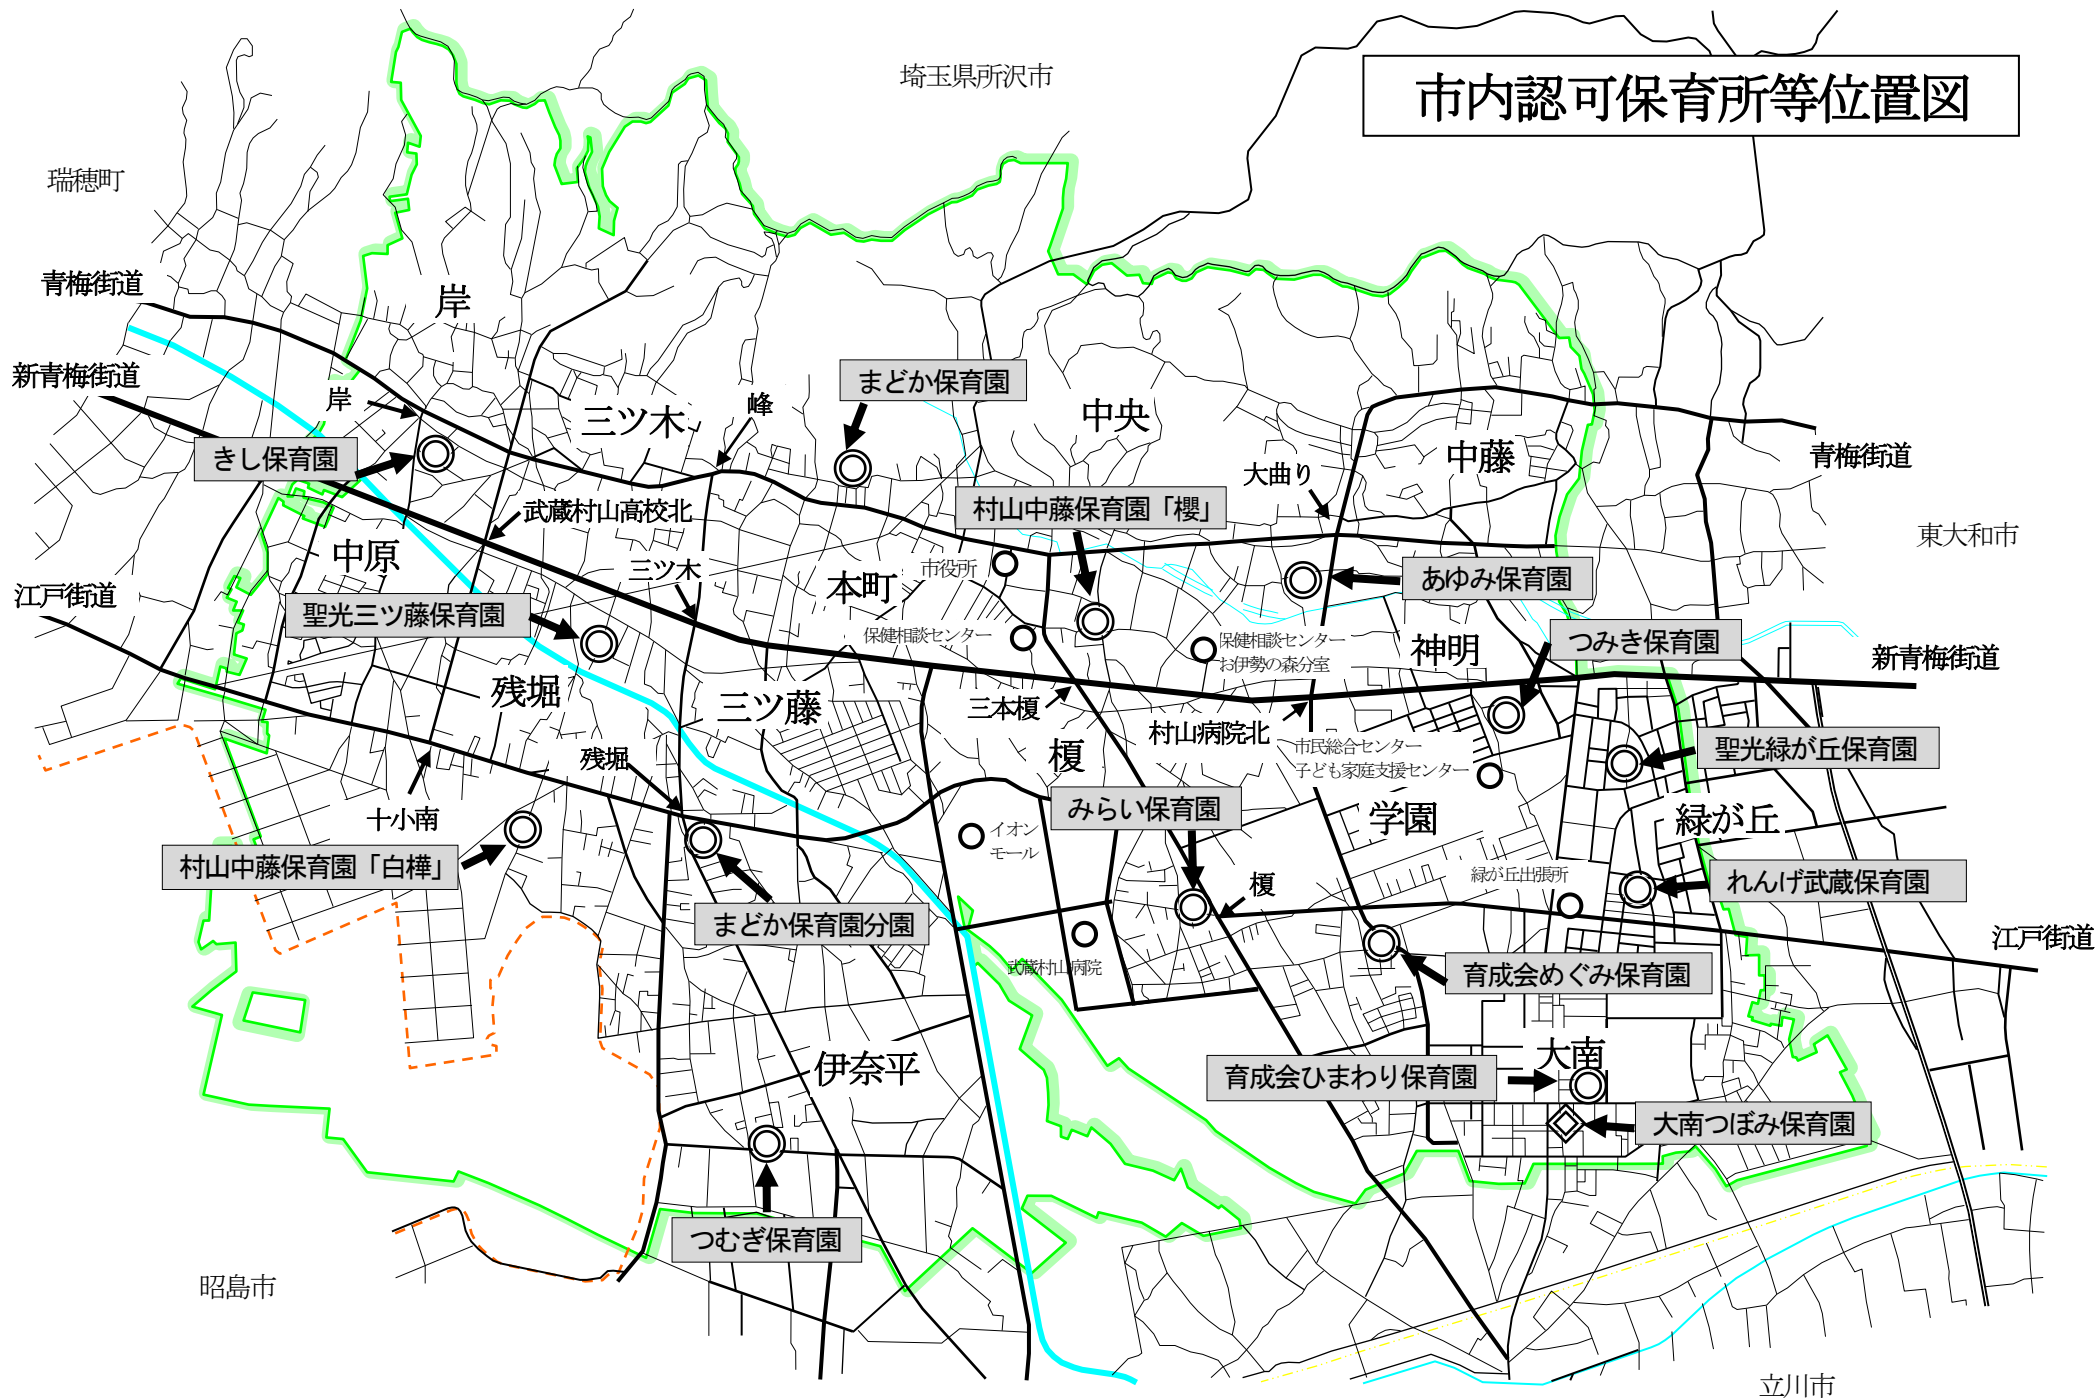 市内認可保育所等位置図
埼玉県所沢市
瑞穂町
青梅街道
岸
新青梅街道
まどか保育園
岸
三ツ木
峰
中央
青梅街道
きし保育園
中藤
大曲り
村山中藤保育園「櫻」
武蔵村山高校北
東大和市
中原
三ツ木
市役所
本町
あゆみ保育園
江戸街道
聖光三ツ藤保育園
保健相談センター
保健相談センター
お伊勢の森分室
神明
つみき保育園
新青梅街道
残堀
三ツ藤
三本榎
村山病院北
榎
残堀
市民総合センター
子ども家庭支援センター
聖光緑が丘保育園
十小南
みらい保育園
学園
緑が丘
イオン
モール
村山中藤保育園「白樺」
緑が丘出張所
榎
れんげ武蔵保育園
まどか保育園分園
江戸街道
武蔵村山病院
育成会めぐみ保育園
伊奈平
大南
育成会ひまわり保育園
大南つぼみ保育園
つむぎ保育園
昭島市
立川市